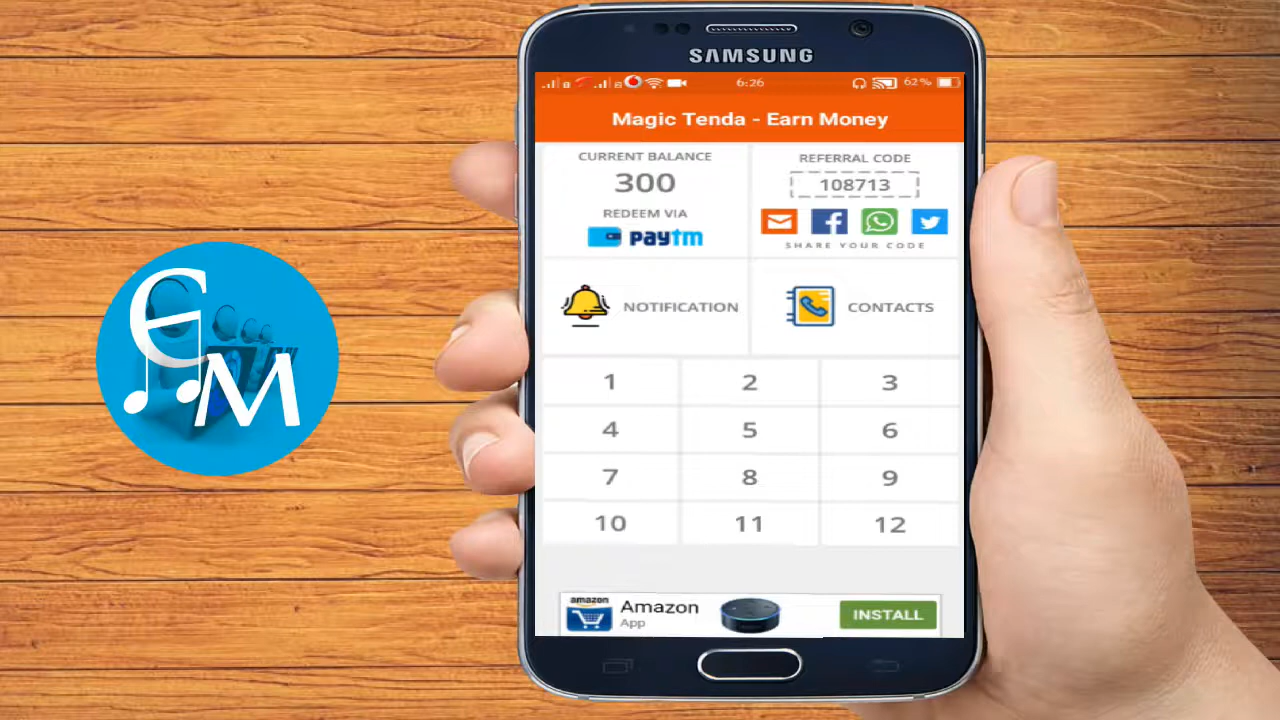 SAMSUNG
6:26
62%
Magic Tenda - Earn Money
CURRENT BALANCE
300
REDEEM VIA
paytm
REFERRAL CODE
108713
SHARE YOUR CODE
NOTIFICATION
CONTACTS
1 2 3
4 5 6
7 8 9
10 11 12
amazon
Amazon
App
INSTALL
EM